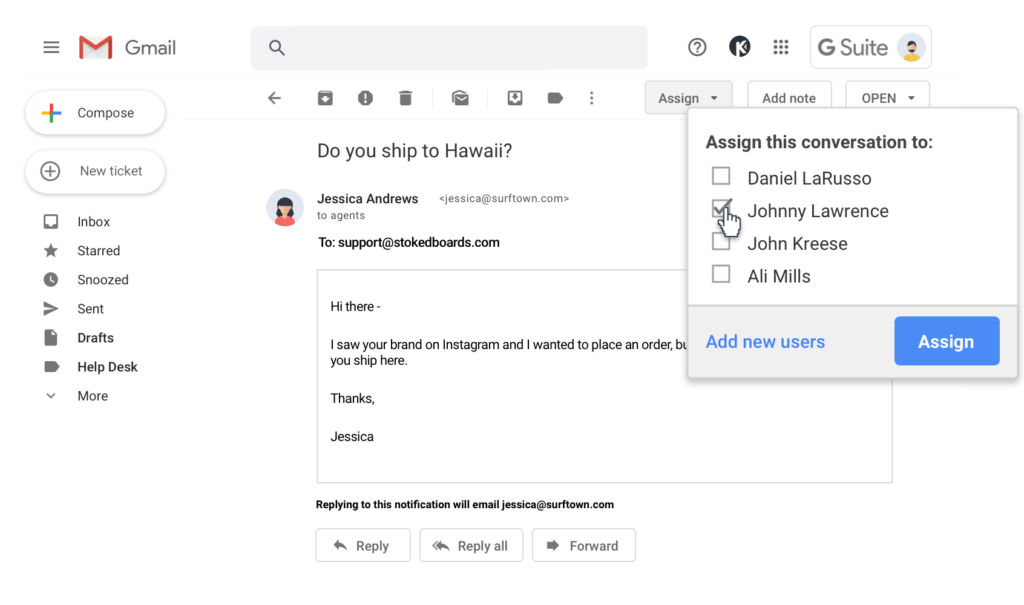 Gmail
G Suite
Compose
New ticket
Inbox
Starred
Snoozed
Sent
Drafts
Help Desk
More
Assign
Add note
OPEN
Do you ship to Hawaii?
Jessica Andrews <jessica@surftown.com>
to agents
To: support@stokedboards.com
Hi there -
I saw your brand on Instagram and I wanted to place an order,
you ship here.
Thanks,
Jessica
Replying to this notification will email jessica@surftown.com
Reply
Reply all
Forward
Assign this conversation to:
Daniel LaRusso
Johnny Lawrence
John Kreese
Ali Mills
Add new users
Assign